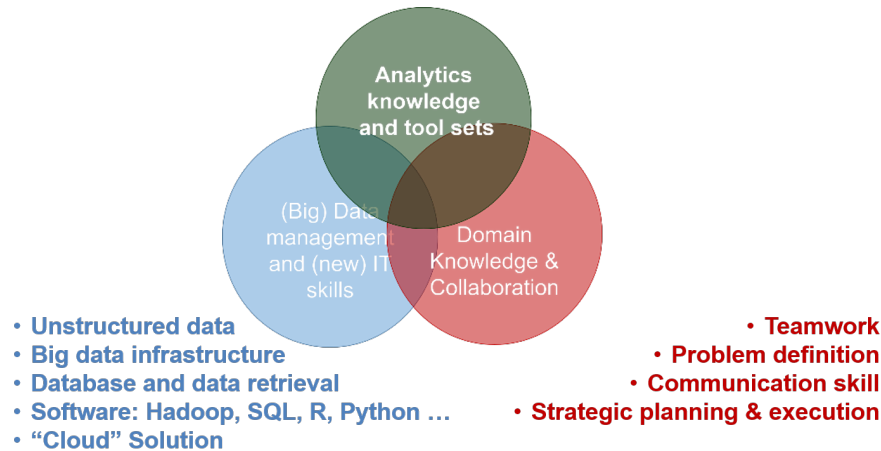 Analytics
knowledge
and tool sets
(Big) Data
management
and (new) IT
skills
Domain
Knowledge &
Collaboration
• Unstructured data
• Big data infrastructure
• Database and data retrieval
• Software: Hadoop, SQL, R, Python …
• “Cloud” Solution
• Teamwork
• Problem definition
• Communication skill
• Strategic planning & execution